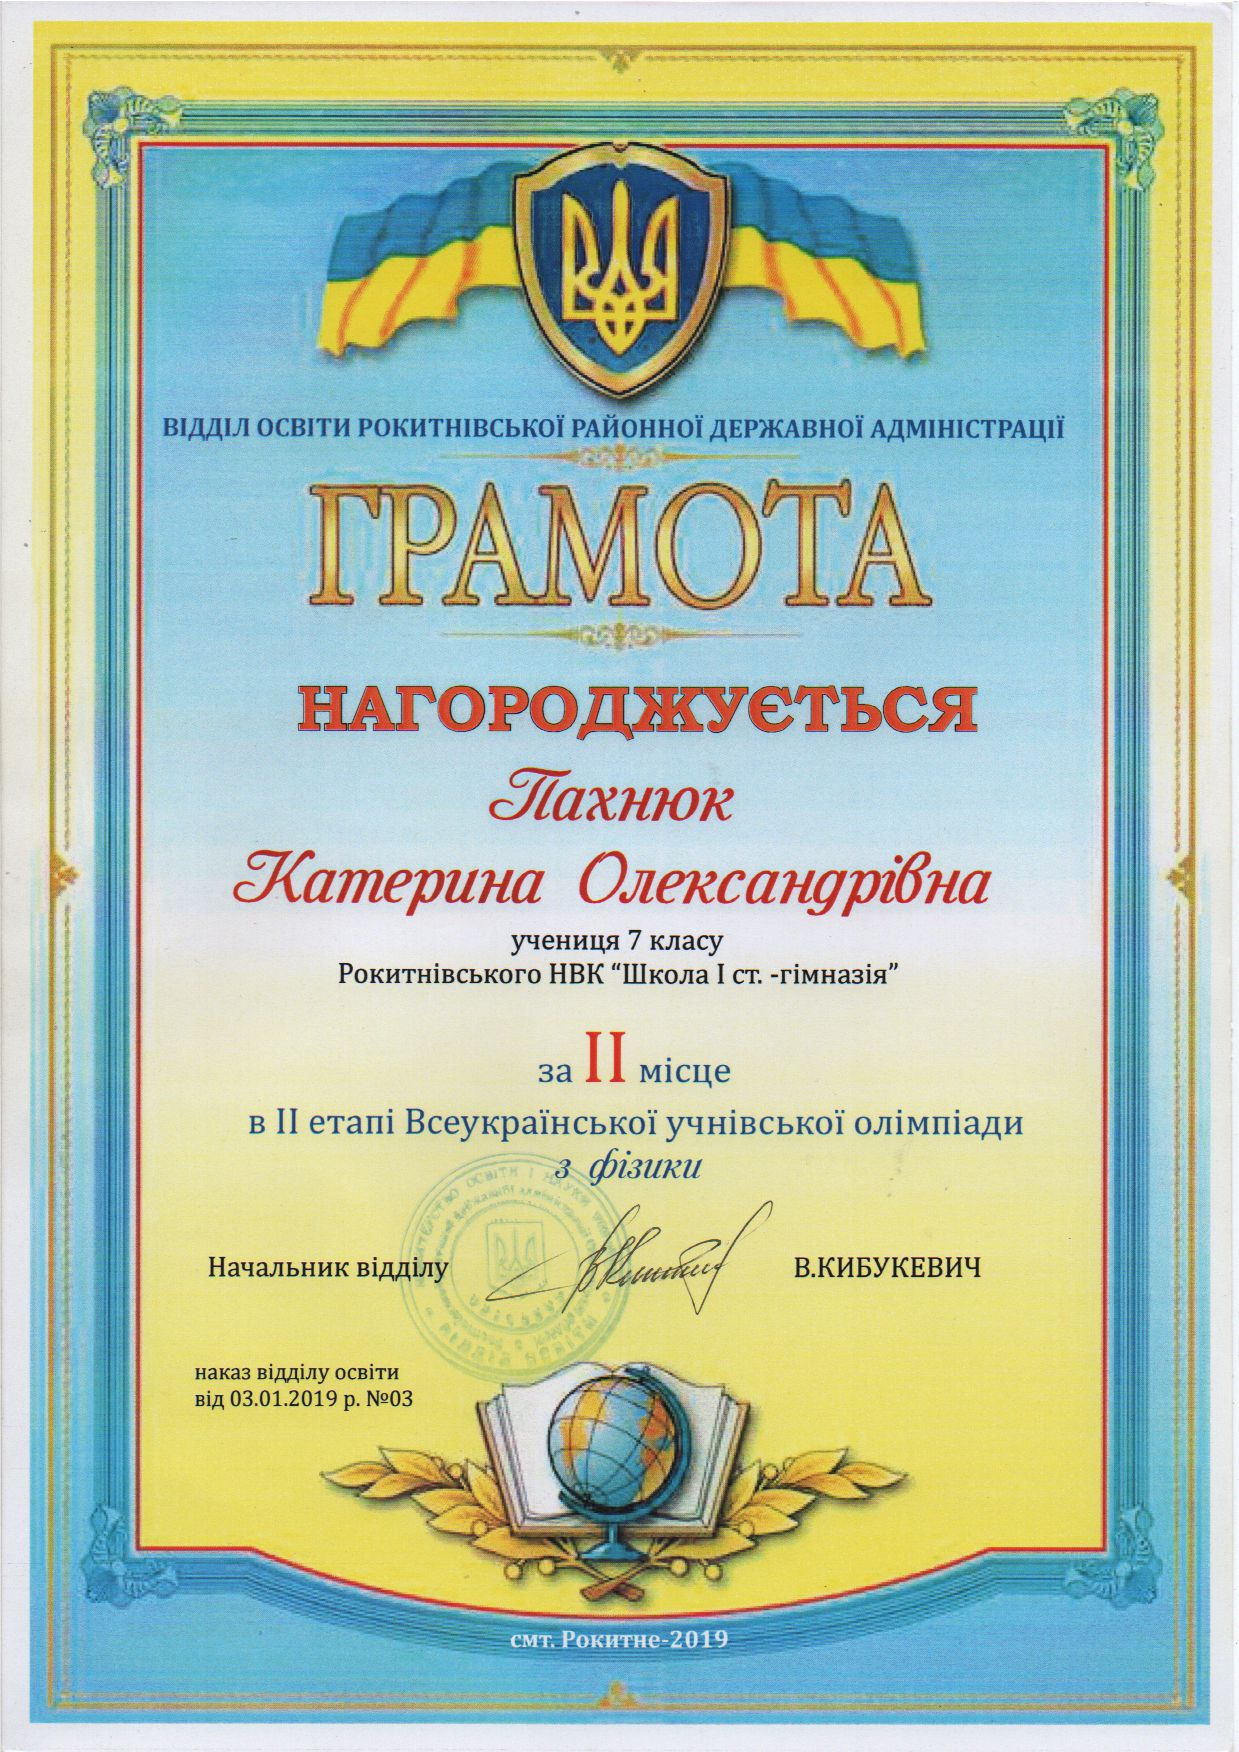 ВІДДІЛ ОСВІТИ РОКИТНІВСЬКОЇ РАЙОННОЇ ДЕРЖАВНОЇ АДМІНІСТРАЦІЇ
ГРАМОТА
НАГОРОДЖУЄТЬСЯ
Пахнюк
Катерина Олександрівна
учениця 7 класу
Рокитнівського НВК “Школа І ст. -гімназія”
за ІІ місце
в ІІ етапі Всеукраїнської учнівської олімпіади
з фізики
Начальник відділу В.КИБУКЕВИЧ
наказ відділу освіти
від 03.01.2019 р. №03
смт. Рокитне-2019